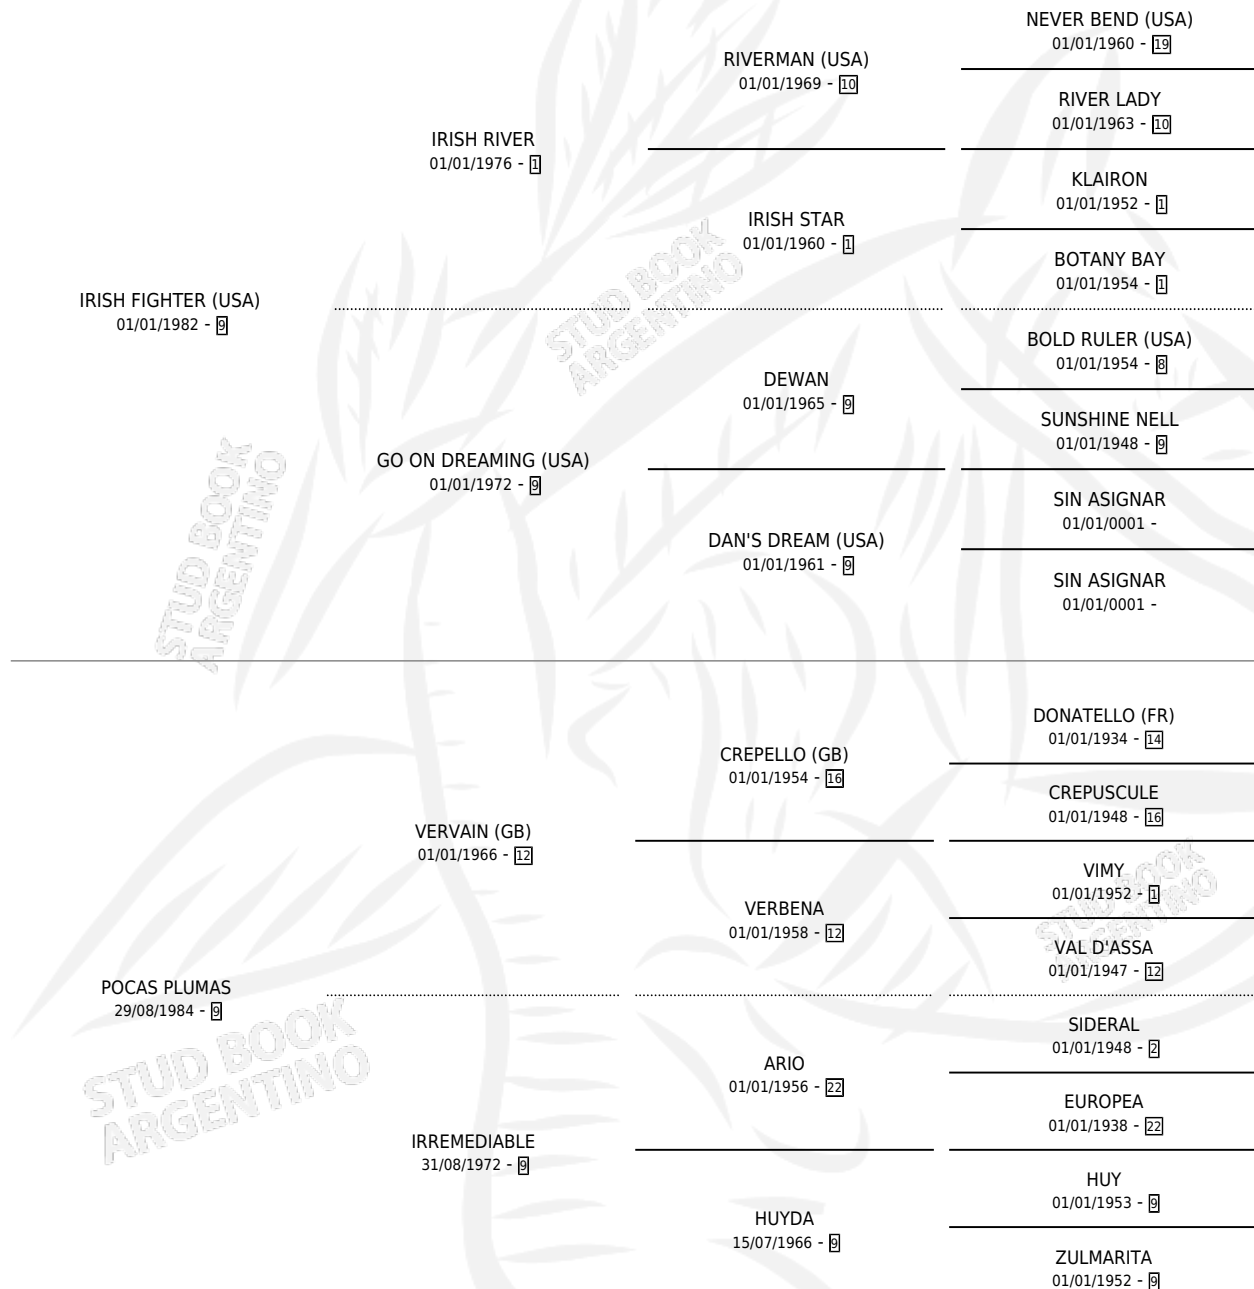 NEVER BEND (USA)
01/01/1960 - 19
RIVERMAN (USA)
01/01/1969 - 10
RIVER LADY
01/01/1963 - 10
IRISH RIVER
01/01/1976 - 1
KLAIRON
01/01/1952 - 1
IRISH STAR
01/01/1960 - 1
BOTANY BAY
01/01/1954 - 1
IRISH FIGHTER (USA)
01/01/1982 - 9
BOLD RULER (USA)
01/01/1954 - 8
DEWAN
01/01/1965 - 9
SUNSHINE NELL
01/01/1948 - 9
GO ON DREAMING (USA)
01/01/1972 - 9
SIN ASIGNAR
01/01/0001 -
DAN'S DREAM (USA)
01/01/1961 - 9
SIN ASIGNAR
01/01/0001 -
DONATELLO (FR)
01/01/1934 - 14
CREPELLO (GB)
01/01/1954 - 16
CREPUSCULE
01/01/1948 - 16
VERVAIN (GB)
01/01/1966 - 12
VIMY
01/01/1952 - 1
VERBENA
01/01/1958 - 12
VAL D'ASSA
01/01/1947 - 12
POCAS PLUMAS
29/08/1984 - 9
SIDERAL
01/01/1948 - 2
ARIO
01/01/1956 - 22
EUROPEA
01/01/1938 - 22
IRREMEDIABLE
31/08/1972 - 9
HUY
01/01/1953 - 9
HUYDA
15/07/1966 - 9
ZULMARITA
01/01/1952 - 9
STUD BOOK
ARGENTINO
STUD BOOK
ARGENTINO
STUD BOOK
ARGENTINO
STUD BOOK
ARGENTINO